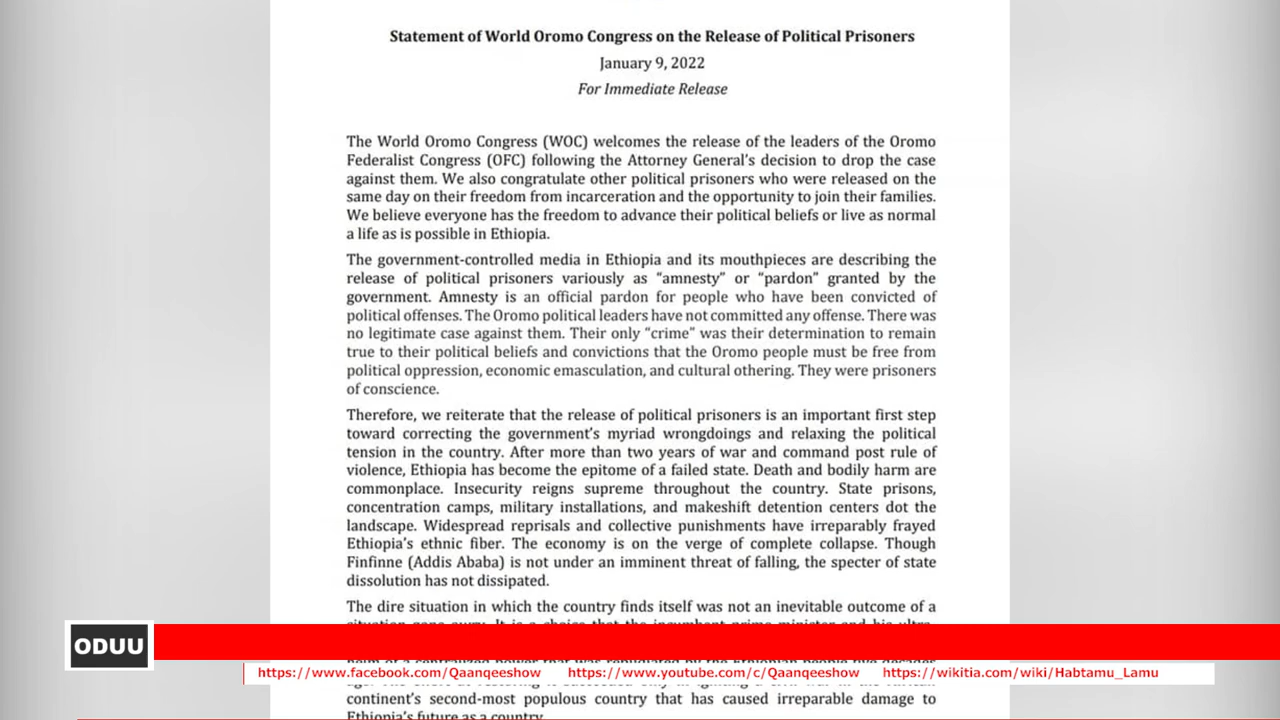 Statement of World Oromo Congress on the Release of Political Prisoners
January 9, 2022
For Immediate Release
The World Oromo Congress (WOC) welcomes the release of the leaders of the Oromo
Federalist Congress (OFC) following the Attorney General's decision to drop the case
against them. We also congratulate other political prisoners who were released on the
same day on their freedom from incarceration and the opportunity to join their families.
We believe everyone has the freedom to advance their political beliefs or live as normal
a life as is possible in Ethiopia.
The government-controlled media in Ethiopia and its mouthpieces are describing the
release of political prisoners variously as “amnesty” or “pardon” granted by the
government. Amnesty is an official pardon for people who have been convicted of
political offenses. The Oromo political leaders have not committed any offense. There was
no legitimate case against them. Their only “crime” was their determination to remain
true to their political beliefs and convictions that the Oromo people must be free from
political oppression, economic emasculation, and cultural othering. They were prisoners
of conscience.
Therefore, we reiterate that the release of political prisoners is an important first step
toward correcting the government's myriad wrongdoings and relaxing the political
tension in the country. After more than two years of war and command post rule of
violence, Ethiopia has become the epitome of a failed state. Death and bodily harm are
commonplace. Insecurity reigns supreme throughout the country. State prisons,
concentration camps, military installations, and makeshift detention centers dot the
landscape. Widespread reprisals and collective punishments have irreparably frayed
Ethiopia's ethnic fiber. The economy is on the verge of complete collapse. Though
Finfinne (Addis Ababa) is not under an imminent threat of falling, the specter of state
dissolution has not dissipated.
The dire situation in which the country finds itself was not an inevitable outcome of a
ODUU
https://www.facebook.com/Qaanqeeshow https://www.youtube.com/c/Qaanqeeshow https://wikitia.com/wiki/Habtamu_Lamu
continent's second-most populous country that has caused irreparable damage to
Ethiopia's future as a country.